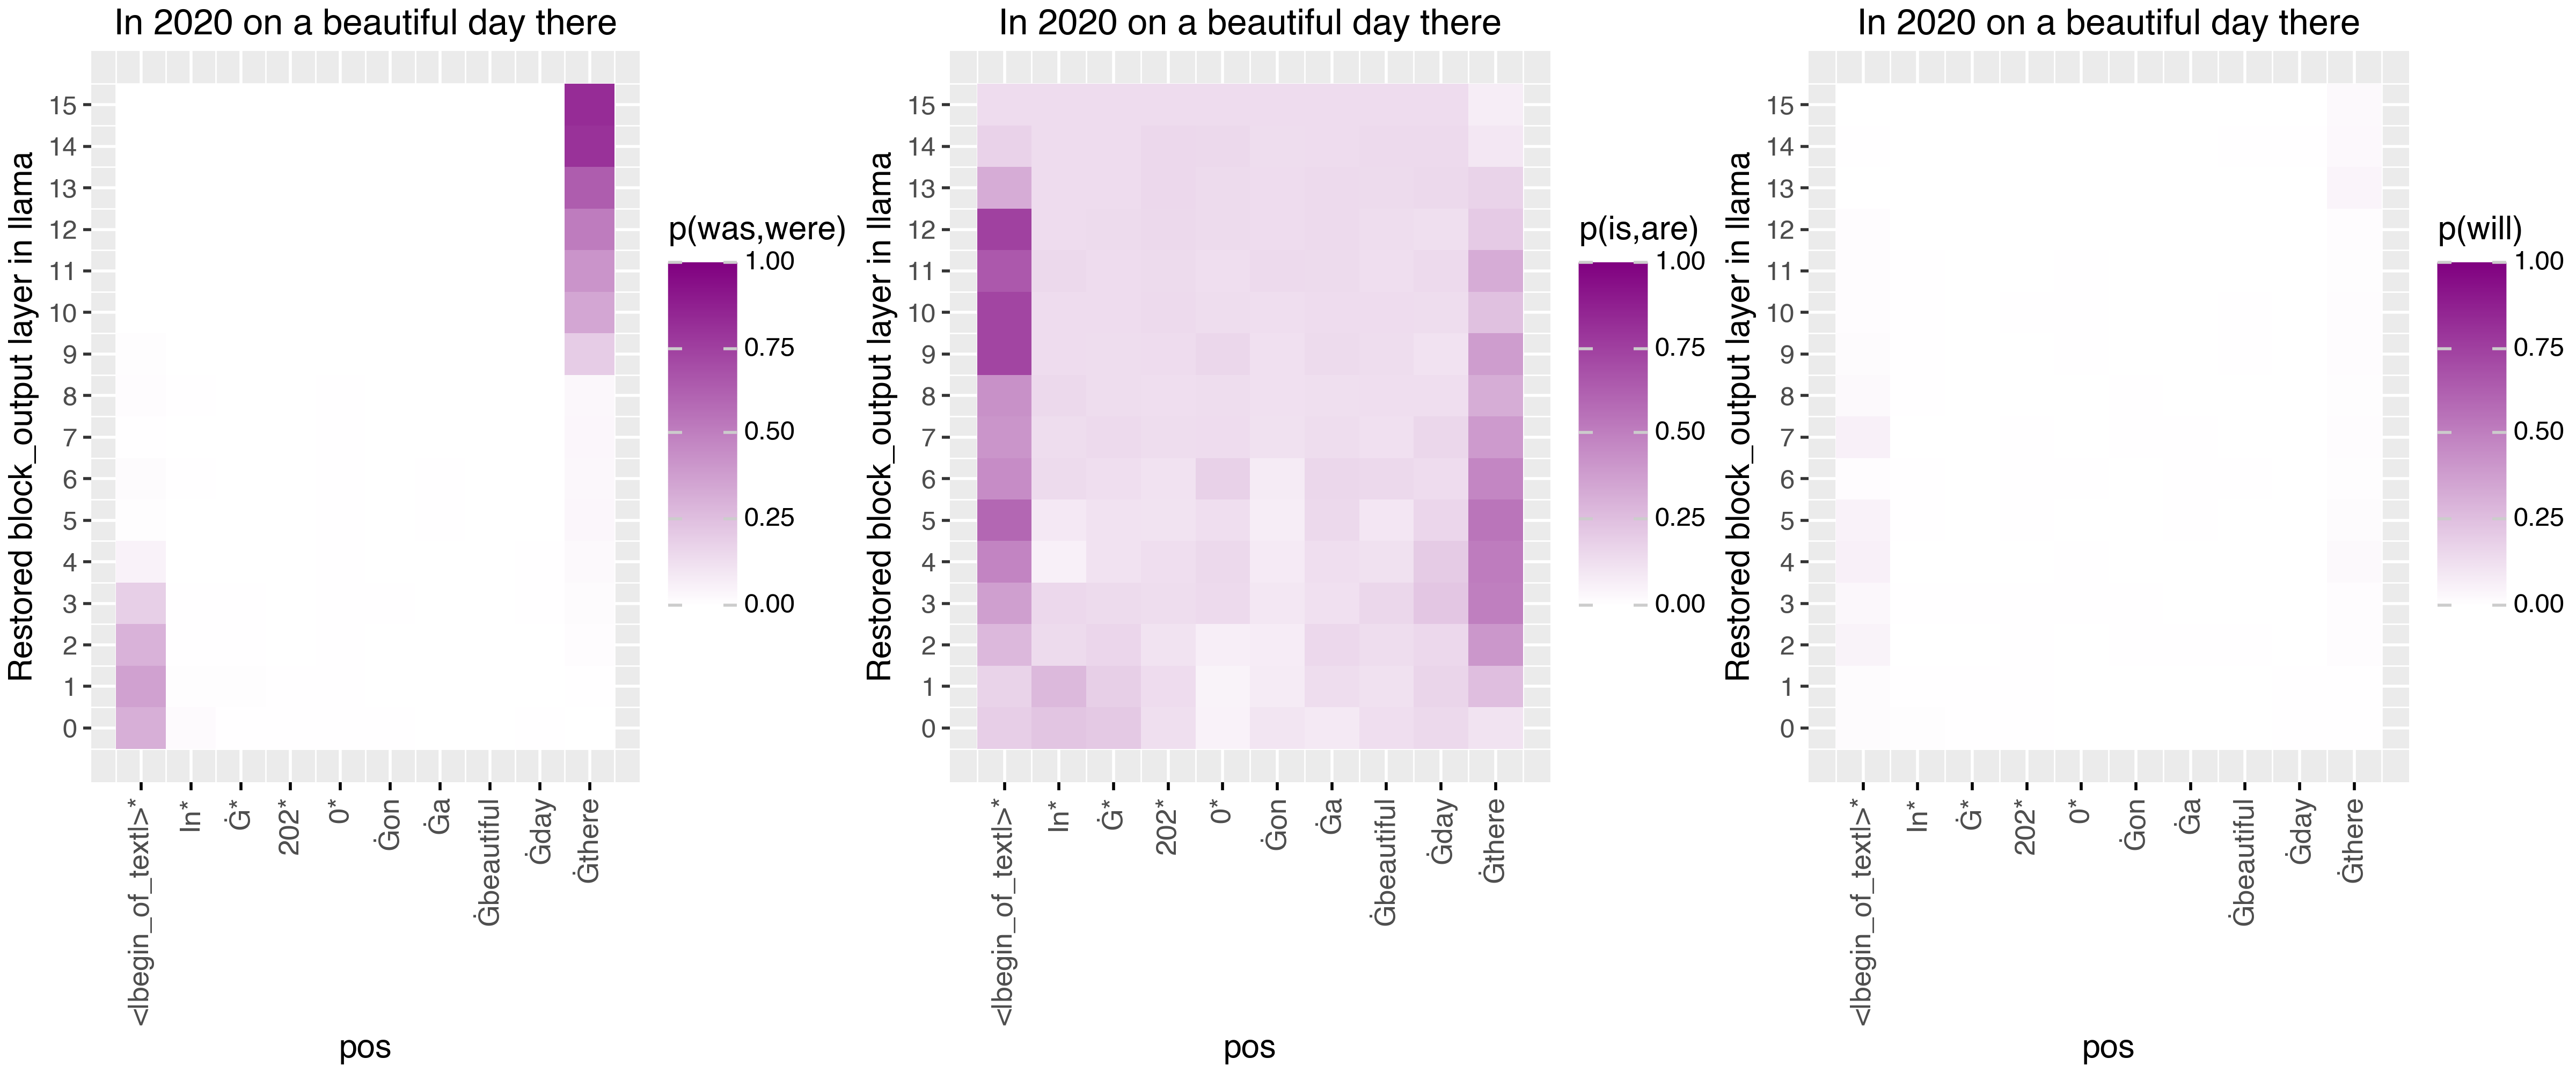 In 2020 on a beautiful day there
Restored block_output layer in llama
15
14
13
12
11
10
9
8
7
6
5
4
3
2
1
0
<|begin_of_text|>*
In*
Ġ*
202*
0*
Ġon
Ġa
Ġbeautiful
Ġday
Ġthere
pos
p(was,were)
1.00
0.75
0.50
0.25
0.00
In 2020 on a beautiful day there
Restored block_output layer in llama
15
14
13
12
11
10
9
8
7
6
5
4
3
2
1
0
<|begin_of_text|>*
In*
Ġ*
202*
0*
Ġon
Ġa
Ġbeautiful
Ġday
Ġthere
pos
p(is,are)
1.00
0.75
0.50
0.25
0.00
In 2020 on a beautiful day there
Restored block_output layer in llama
15
14
13
12
11
10
9
8
7
6
5
4
3
2
1
0
<|begin_of_text|>*
In*
Ġ*
202*
0*
Ġon
Ġa
Ġbeautiful
Ġday
Ġthere
pos
p(will)
1.00
0.75
0.50
0.25
0.00